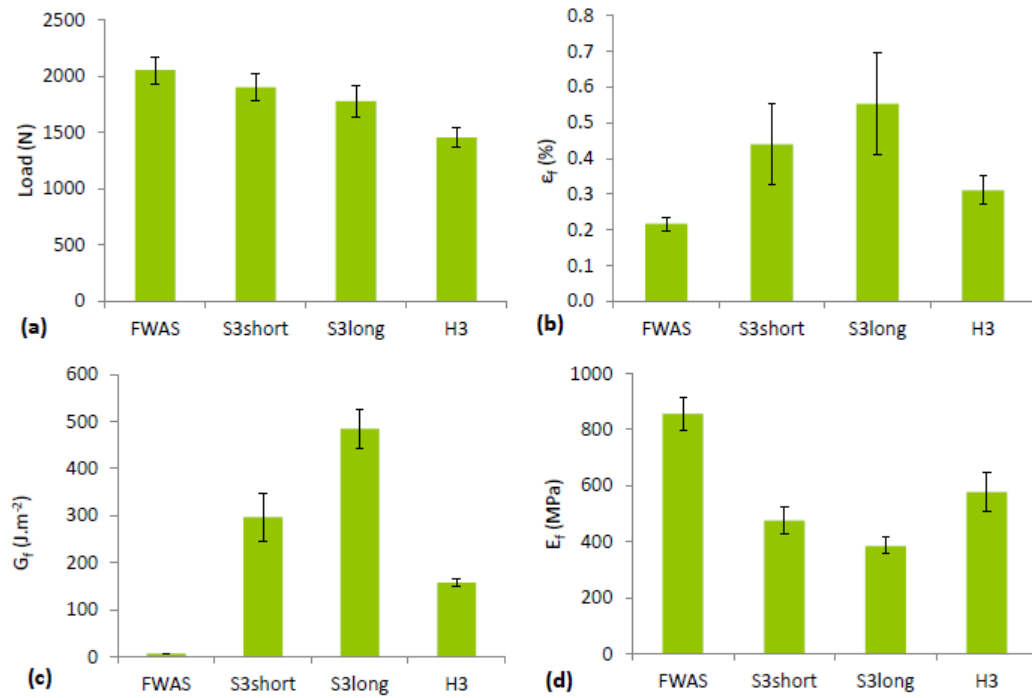 (a)
Load (N)
2500
2000
1500
1000
500
0
FWAS S3short S3long H3
(b)
εf (%)
0.8
0.7
0.6
0.5
0.4
0.3
0.2
0.1
0.0
FWAS S3short S3long H3
(c)
Gf (J.m-2)
600
500
400
300
200
100
0
FWAS S3short S3long H3
(d)
Ef (MPa)
1000
800
600
400
200
0
FWAS S3short S3long H3